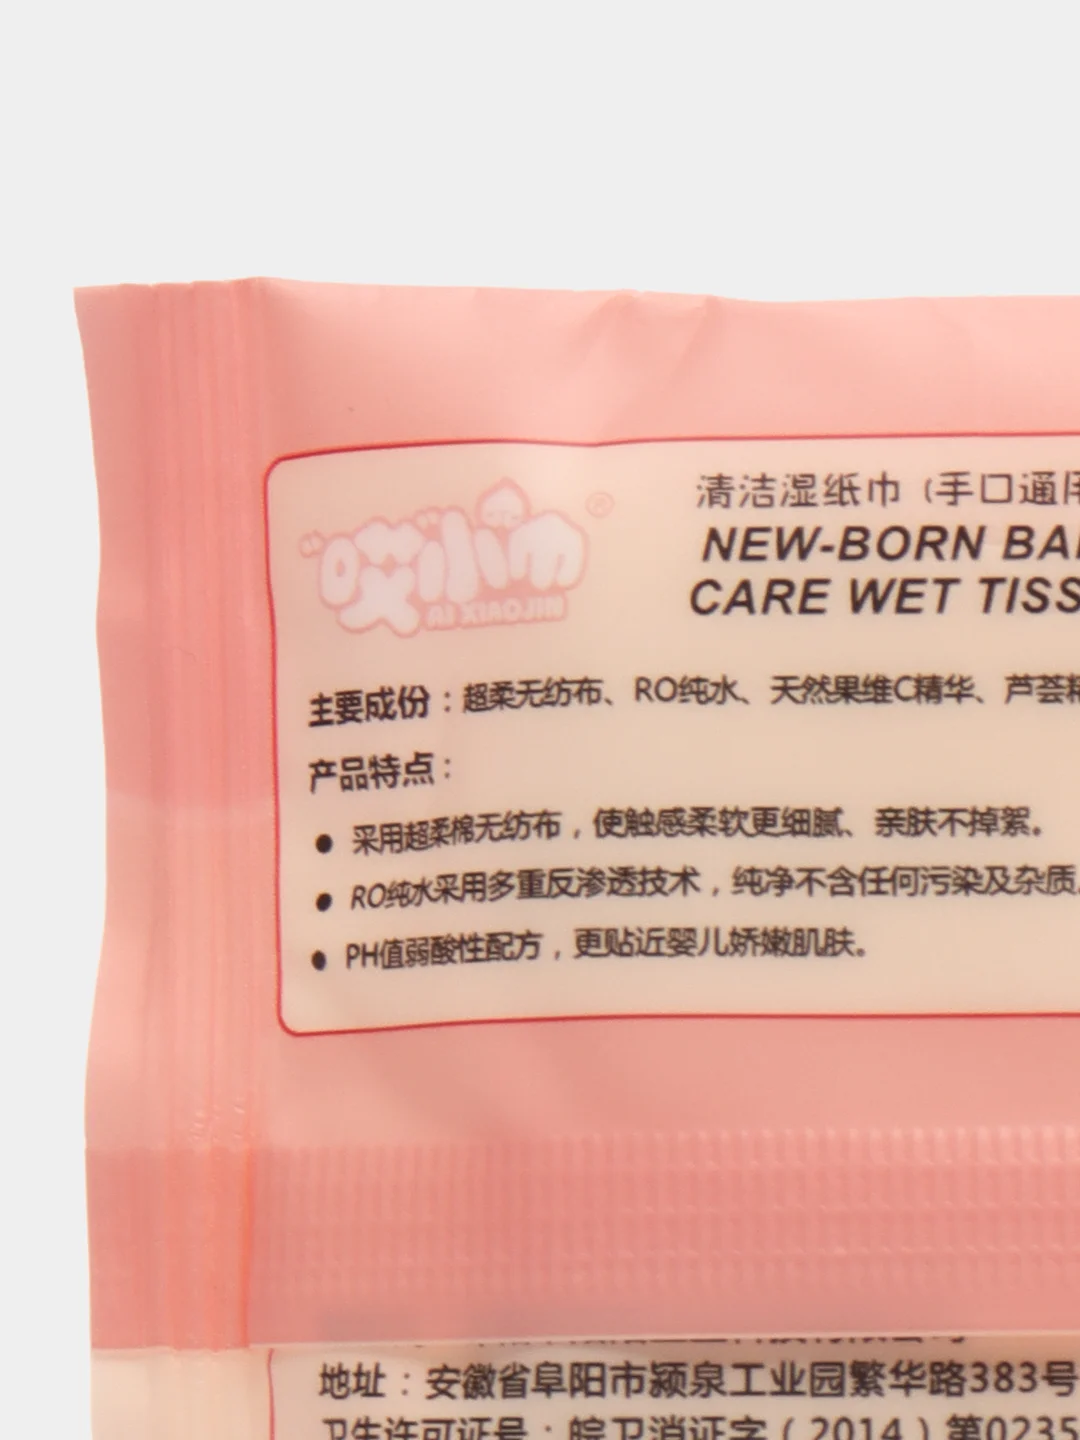 哎小巾®
AI XIAOJIN
清洁湿纸巾（手口通用
NEW-BORN BA
CARE WET TISS
主要成份：超柔无纺布、RO纯水、天然果维C精华、芦荟精
产品特点：
● 采用超柔棉无纺布，使触感柔软更细腻、亲肤不掉絮。
● RO纯水采用多重反渗透技术，纯净不含任何污染及杂质。
● PH值弱酸性配方，更贴近婴儿娇嫩肌肤。
地址：安徽省阜阳市颍泉工业园繁华路383号
卫生许可证号：皖卫消证字（2014）第0235